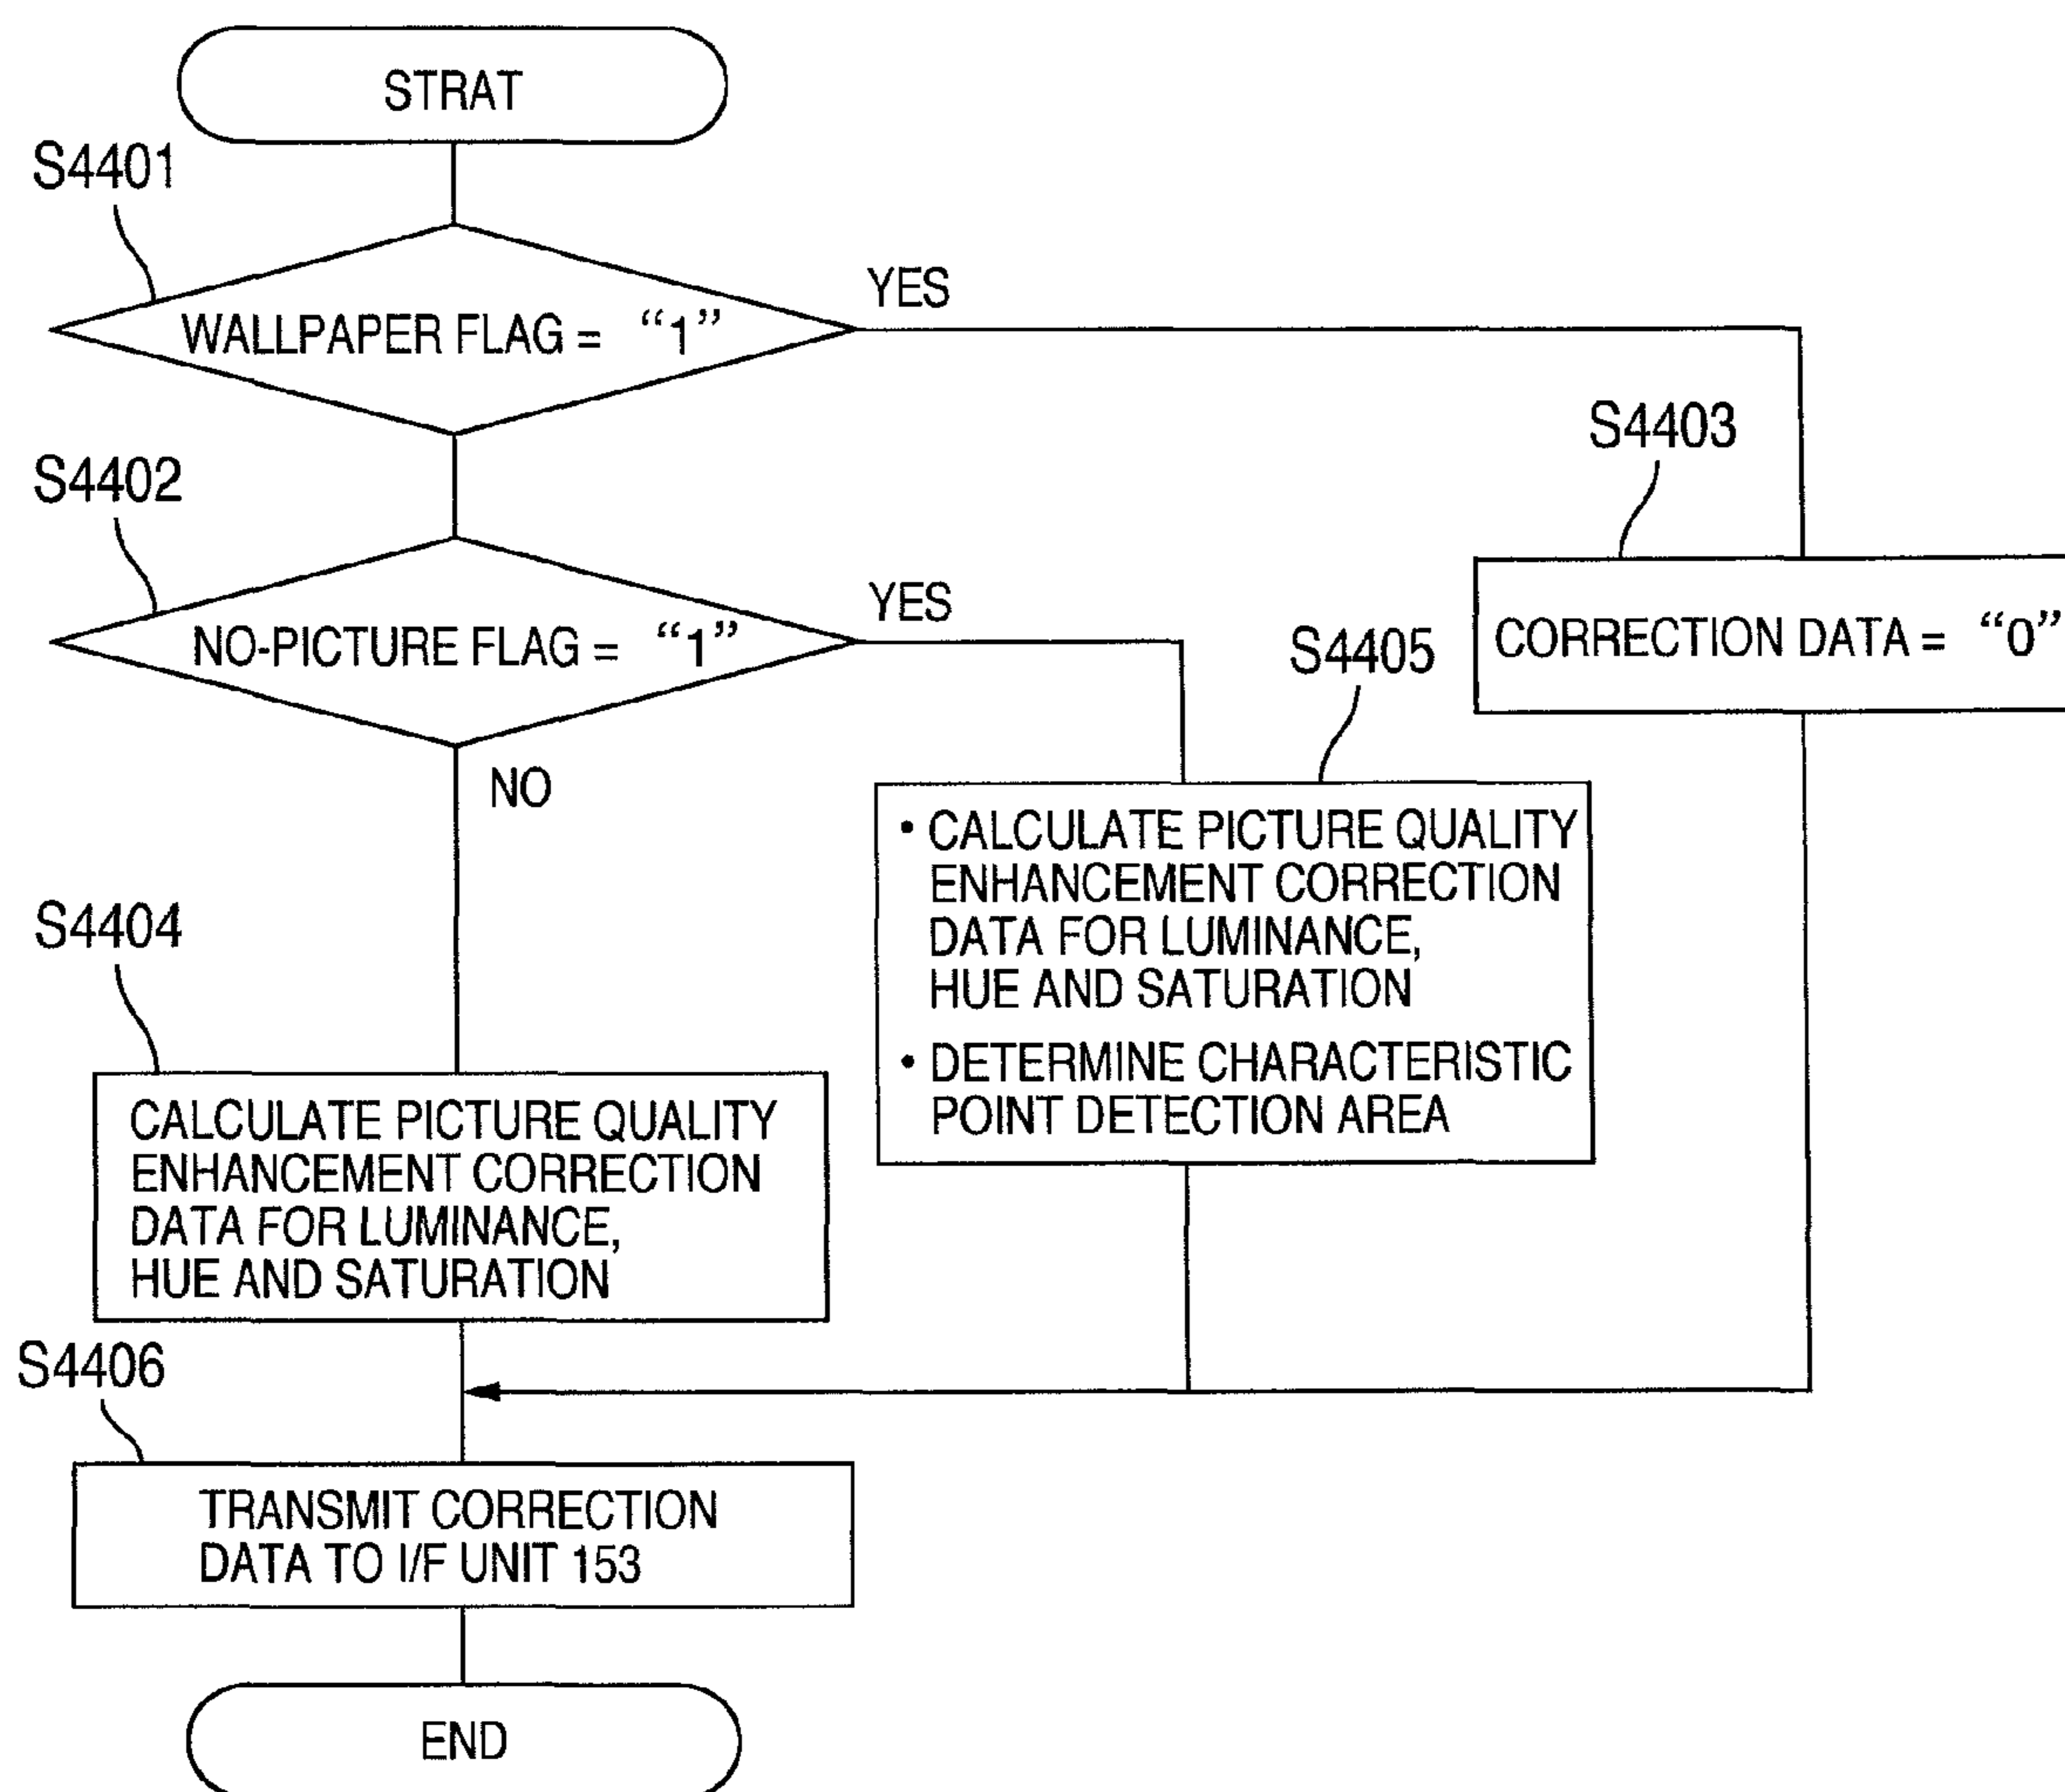 STRAT
S4401
WALLPAPER FLAG = “1”
YES
S4402
NO-PICTURE FLAG = “1”
YES
NO
S4403
CORRECTION DATA = “0”
S4405
• CALCULATE PICTURE QUALITY
ENHANCEMENT CORRECTION
DATA FOR LUMINANCE,
HUE AND SATURATION
• DETERMINE CHARACTERISTIC
POINT DETECTION AREA
S4404
CALCULATE PICTURE QUALITY
ENHANCEMENT CORRECTION
DATA FOR LUMINANCE,
HUE AND SATURATION
S4406
TRANSMIT CORRECTION
DATA TO I/F UNIT 153
END